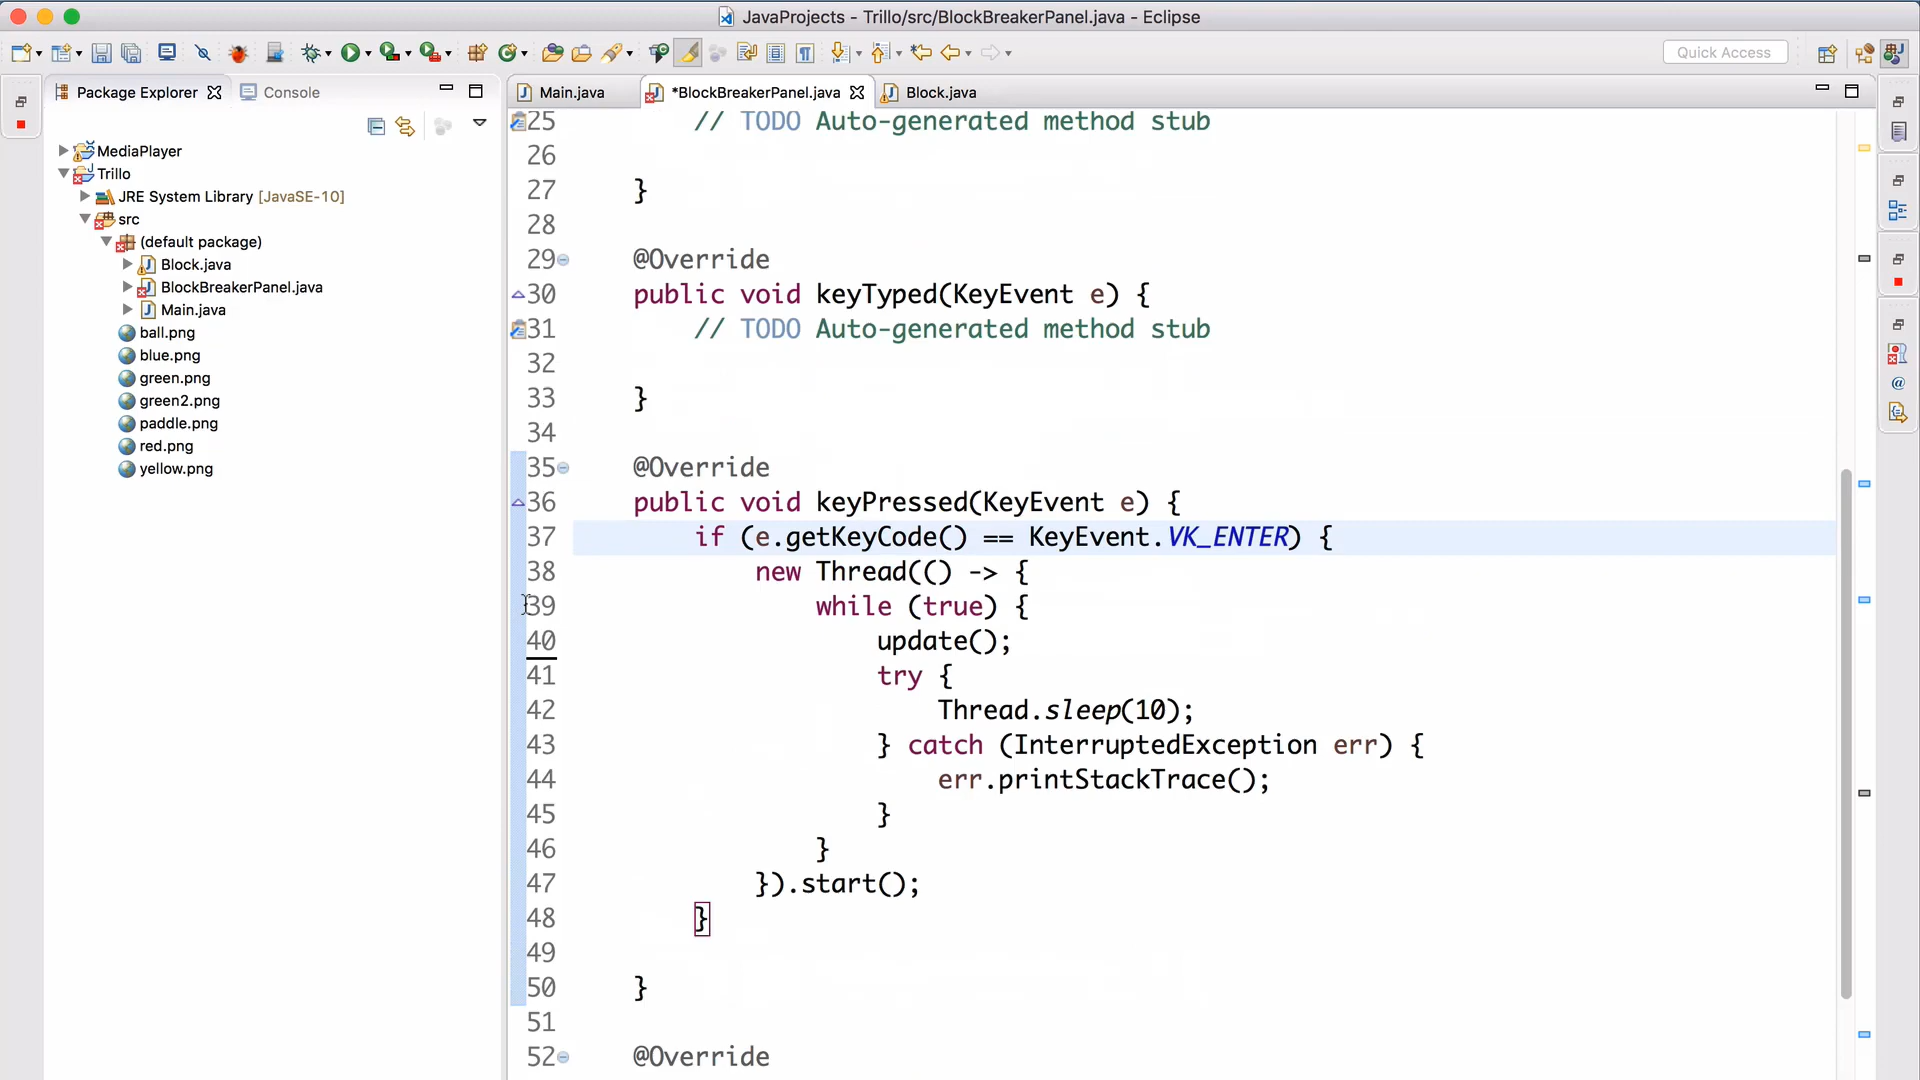 JavaProjects - Trillo/src/BlockBreakerPanel.java - Eclipse
Quick Access
Package Explorer
Console
Main.java
*BlockBreakerPanel.java
Block.java
MediaPlayer
Trillo
JRE System Library [JavaSE-10]
src
(default package)
Block.java
BlockBreakerPanel.java
Main.java
ball.png
blue.png
green.png
green2.png
paddle.png
red.png
yellow.png
25 // TODO Auto-generated method stub
26
27 }
28
29 @Override
30 public void keyTyped(KeyEvent e) {
31 // TODO Auto-generated method stub
32
33 }
34
35 @Override
36 public void keyPressed(KeyEvent e) {
37 if (e.getKeyCode() == KeyEvent.VK_ENTER) {
38 new Thread(() -> {
39 while (true) {
40 update();
41 try {
42 Thread.sleep(10);
43 } catch (InterruptedException err) {
44 err.printStackTrace();
45 }
46 }
47 }).start();
48 }
49
50 }
51
52 @Override